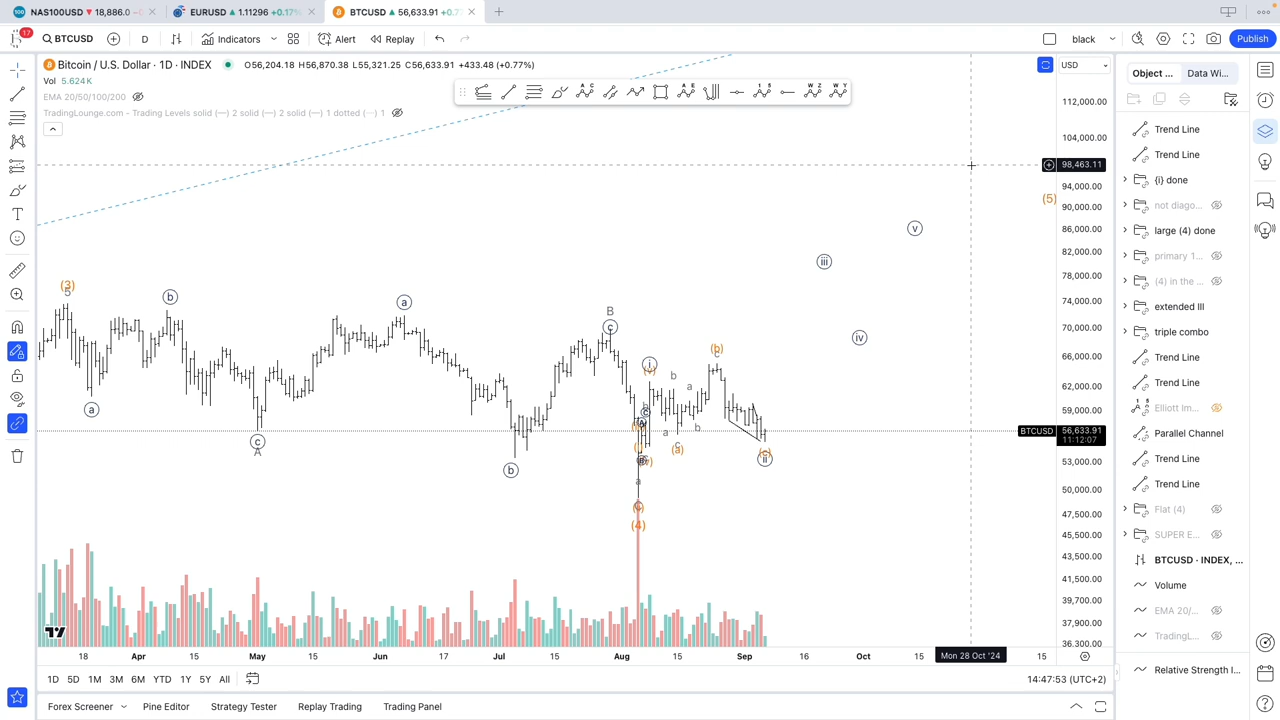 NAS100USD ▼ 18,886.0
EURUSD ▲ 1.11296 +0.17%
BTCUSD ▲ 56,633.91 +0.7
17
BTCUSD
D
Indicators
Alert
Replay
black
Publish
Bitcoin / U.S. Dollar · 1D · INDEX
O56,204.18 H56,870.38 L55,321.25 C56,633.91 +433.48 (+0.77%)
Vol 5.624 K
EMA 20/50/100/200
TradingLounge.com - Trading Levels solid (—) 2 solid (—) 2 solid (—) 1 dotted (—) 1
USD
112,000.00
104,000.00
98,463.11
94,000.00
90,000.00
86,000.00
82,000.00
78,000.00
74,000.00
70,000.00
66,000.00
62,000.00
59,000.00
BTCUSD 56,633.91
11:12:07
53,000.00
50,000.00
47,500.00
45,500.00
43,500.00
41,500.00
39,700.00
37,900.00
36,300.00
(5)
v
iii
iv
(3)
5
b
a
B
c
i
(b)
c
b
a
a
c
A
b
a
c
(a)
b
a
(4)
(c)
ii
18
Apr
15
May
15
Jun
17
Jul
15
Aug
15
Sep
16
Oct
15
Mon 28 Oct '24
15
1D 5D 1M 3M 6M YTD 1Y 5Y All
14:47:53 (UTC+2)
Forex Screener
Pine Editor
Strategy Tester
Replay Trading
Trading Panel
Object ...
Data Wi...
Trend Line
Trend Line
{i} done
not diago...
large (4) done
primary 1...
(4) in the ...
extended III
triple combo
Trend Line
Trend Line
Elliott Im...
Parallel Channel
Trend Line
Trend Line
Flat (4)
SUPER E...
BTCUSD · INDEX, ...
Volume
EMA 20/...
TradingL...
Relative Strength I...